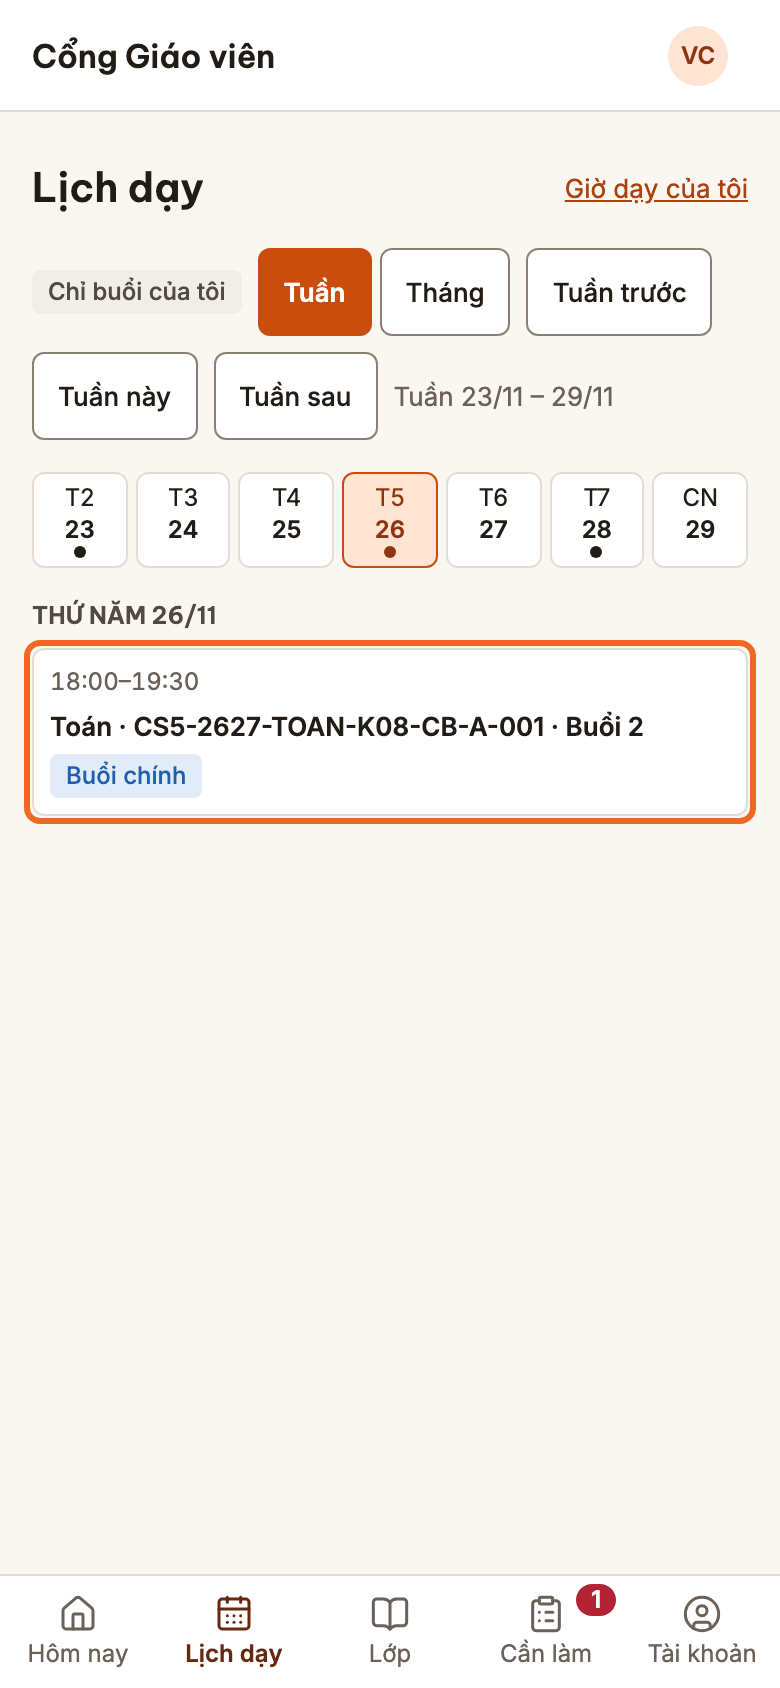 Cổng Giáo viên
VC
Lịch dạy
Giờ dạy của tôi
Chỉ buổi của tôi
Tuần
Tháng
Tuần trước
Tuần này
Tuần sau
Tuần 23/11 – 29/11
T2
23
T3
24
T4
25
T5
26
T6
27
T7
28
CN
29
THỨ NĂM 26/11
18:00–19:30
Toán · CS5-2627-TOAN-K08-CB-A-001 · Buổi 2
Buổi chính
Hôm nay
Lịch dạy
Lớp
1
Cần làm
Tài khoản